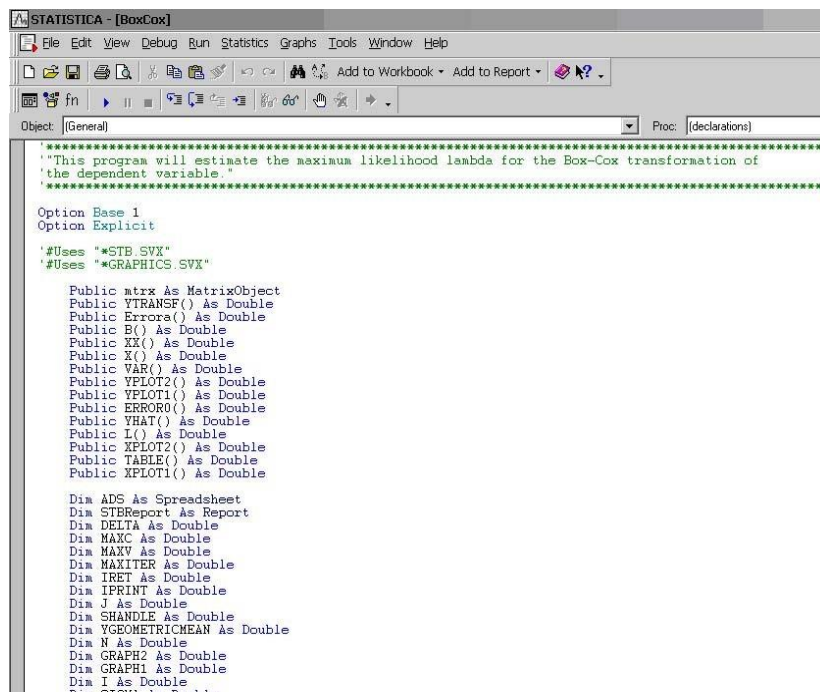 STATISTICA - [BoxCox]
File Edit View Debug Run Statistics Graphs Tools Window Help
Add to Workbook Add to Report
fn
Object: (General) Proc: (declarations)
'*****************************************************************************************
'"This program will estimate the maximum likelihood lambda for the Box-Cox transformation of
'the dependent variable."
'*****************************************************************************************
Option Base 1
Option Explicit
'#Uses "*STB.SVX"
'#Uses "*GRAPHICS.SVX"
Public mtrx As MatrixObject
Public YTRANSF() As Double
Public Errora() As Double
Public B() As Double
Public XX() As Double
Public X() As Double
Public VAR() As Double
Public YPLOT2() As Double
Public YPLOT1() As Double
Public ERROR0() As Double
Public YHAT() As Double
Public L() As Double
Public XPLOT2() As Double
Public TABLE() As Double
Public XPLOT1() As Double
Dim ADS As Spreadsheet
Dim STBReport As Report
Dim DELTA As Double
Dim MAXC As Double
Dim MAXV As Double
Dim MAXITER As Double
Dim IRET As Double
Dim IPRINT As Double
Dim J As Double
Dim SHANDLE As Double
Dim YGEOMETRICMEAN As Double
Dim N As Double
Dim GRAPH2 As Double
Dim GRAPH1 As Double
Dim I As Double